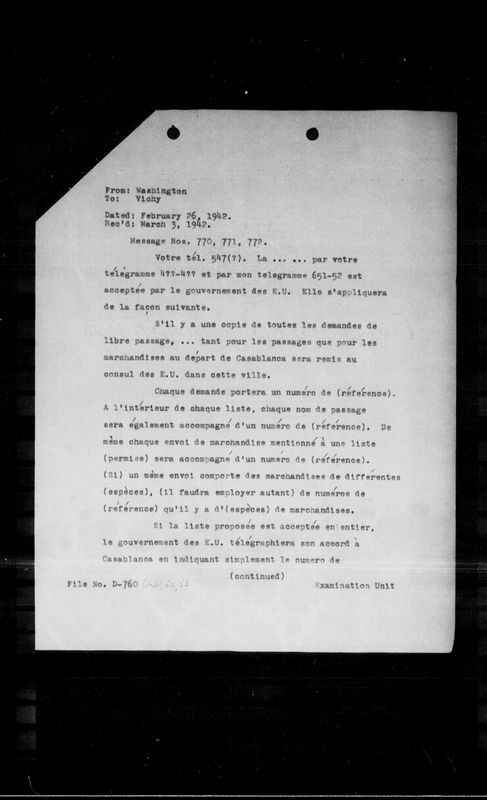 From: Washington
To: Vichy
Dated: February 26, 1942.
Rec'd: March 3, 1942.
Message Nos. 770, 771, 772.
Votre tél. 547(?). La ... ... par votre
télégramme 4??-4?? et par mon telegramme 651-52 est
acceptée par le gouvernement des E.U. Elle s'appliquera
de la façon suivante.
S'il y a une copie de toutes les demandes de
libre passage, ... tant pour les passages que pour les
marchandises au départ de Casablanca sera remis au
consul des E.U. dans cette ville.
Chaque demande portera un numéro de (référence).
A l'intérieur de chaque liste, chaque nom de passage
sera également accompagné d'un numéro de (référence). De
même chaque envoi de marchandise mentionné à une liste
(permise) sera accompagné d'un numéro de (référence).
(Si) un même envoi comporte des marchandises de différentes
(espèces), (il faudra employer autant) de numéros de
(référence) qu'il y a d'(espèces) de marchandises.
Si la liste proposée est acceptée en entier,
le gouvernement des E.U. télégraphiera son accord à
Casablanca en indiquant simplement le numero de
(continued)
File No. D-760
Examination Unit